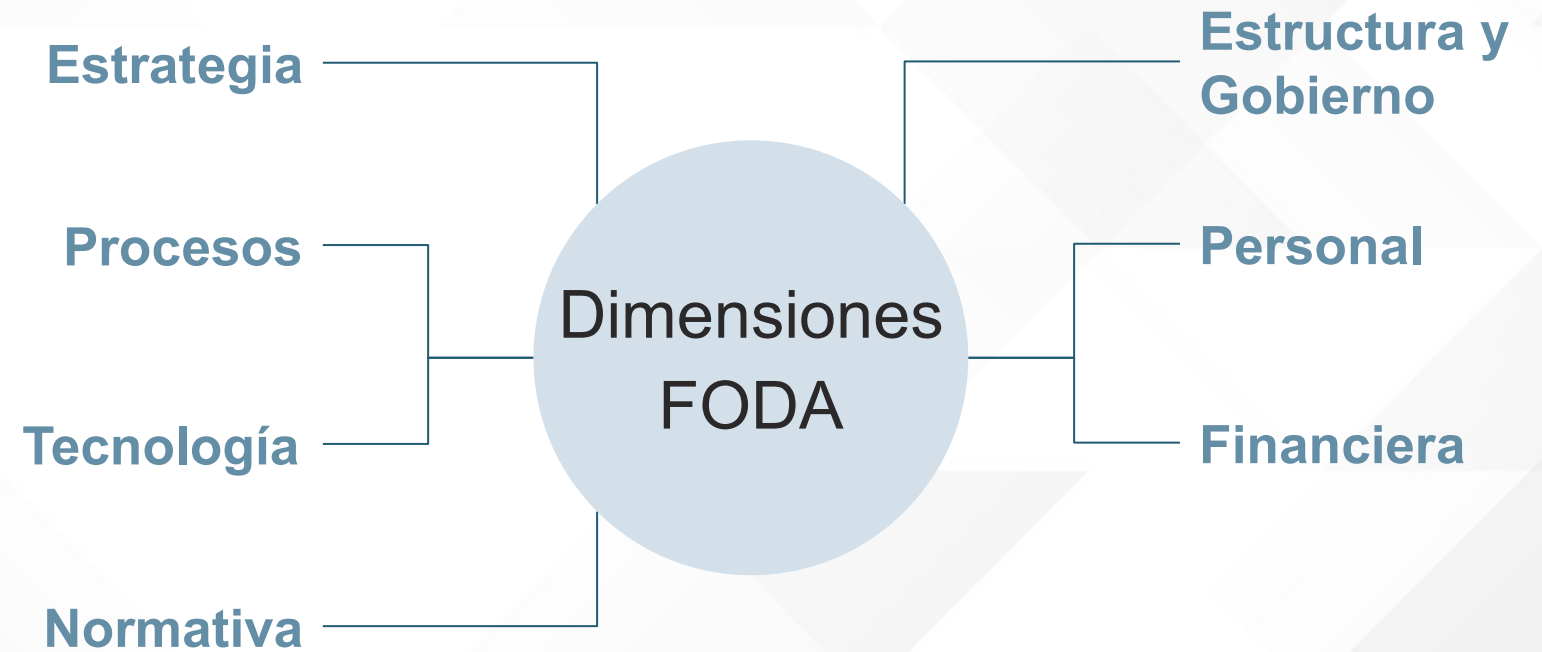 Estrategia
Procesos
Tecnología
Normativa
Dimensiones
FODA
Estructura y
Gobierno
Personal
Financiera